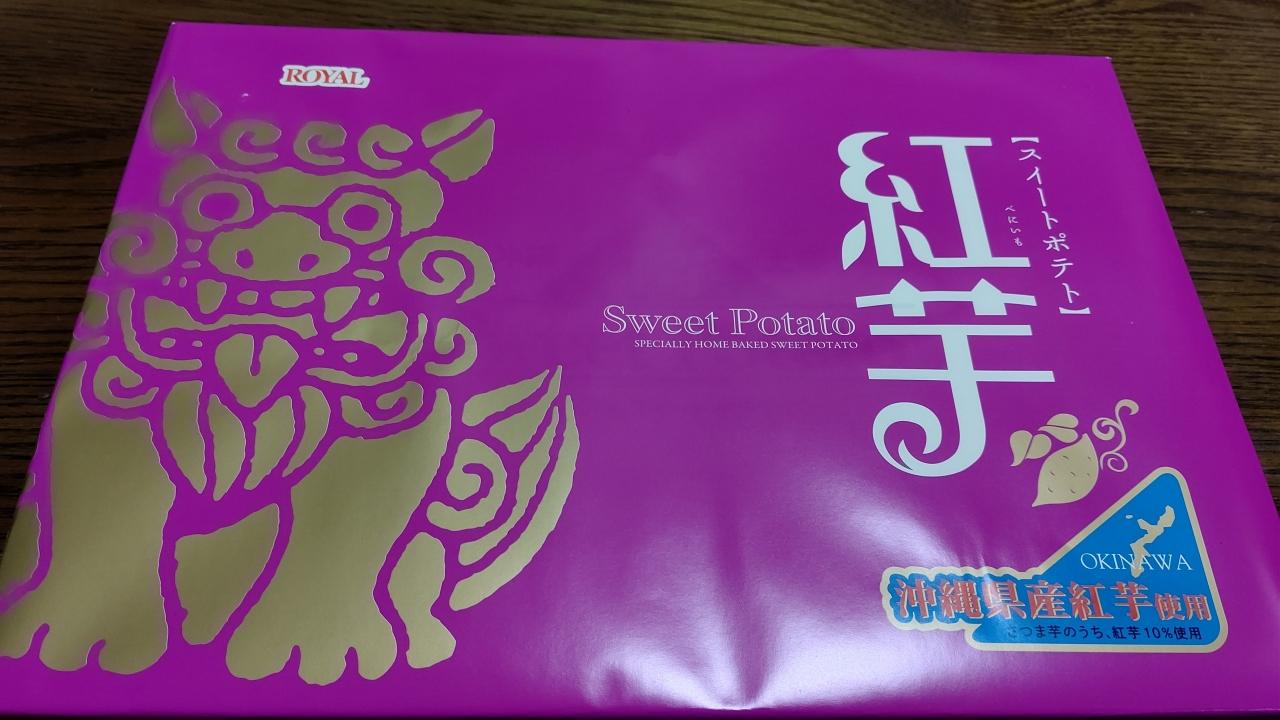 ROYAL
【スイートポテト】
べにいも
紅芋
Sweet Potato
SPECIALLY HOME BAKED SWEET POTATO
OKINAWA
沖縄県産紅芋使用
さつま芋のうち、紅芋10%使用